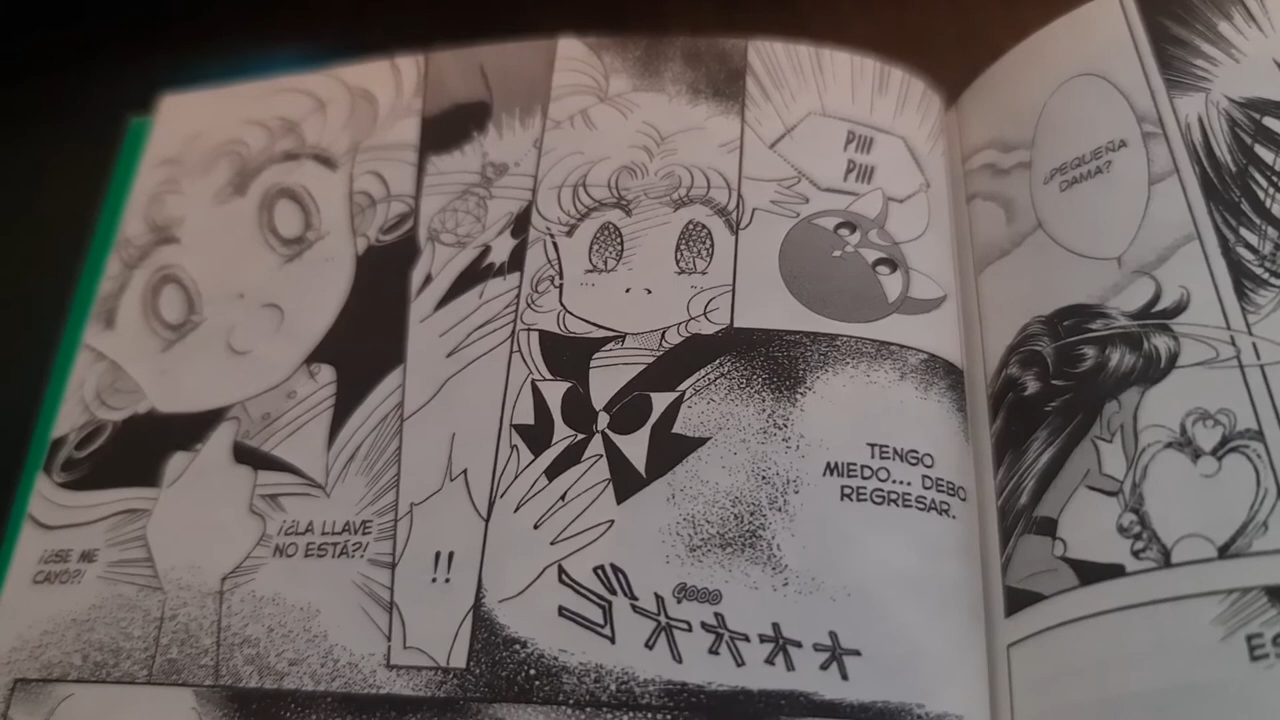 ¡¿SE ME
CAYÓ?!
¡¿LA LLAVE
NO ESTÁ?!
!!
PIII
PIII
TENGO
MIEDO... DEBO
REGRESAR.
GOOO
ゴオオオオ
¿PEQUEÑA
DAMA?